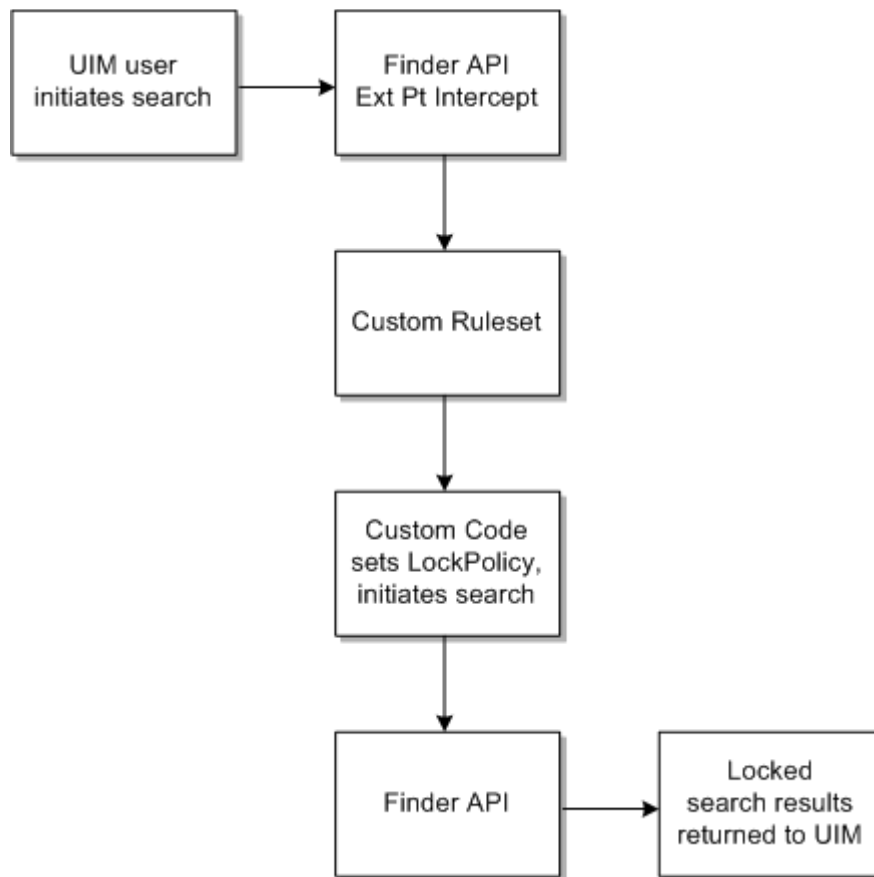 UIM user
initiates search
Finder API
Ext Pt Intercept
Custom Ruleset
Custom Code
sets LockPolicy,
initiates search
Finder API
Locked
search results
returned to UIM